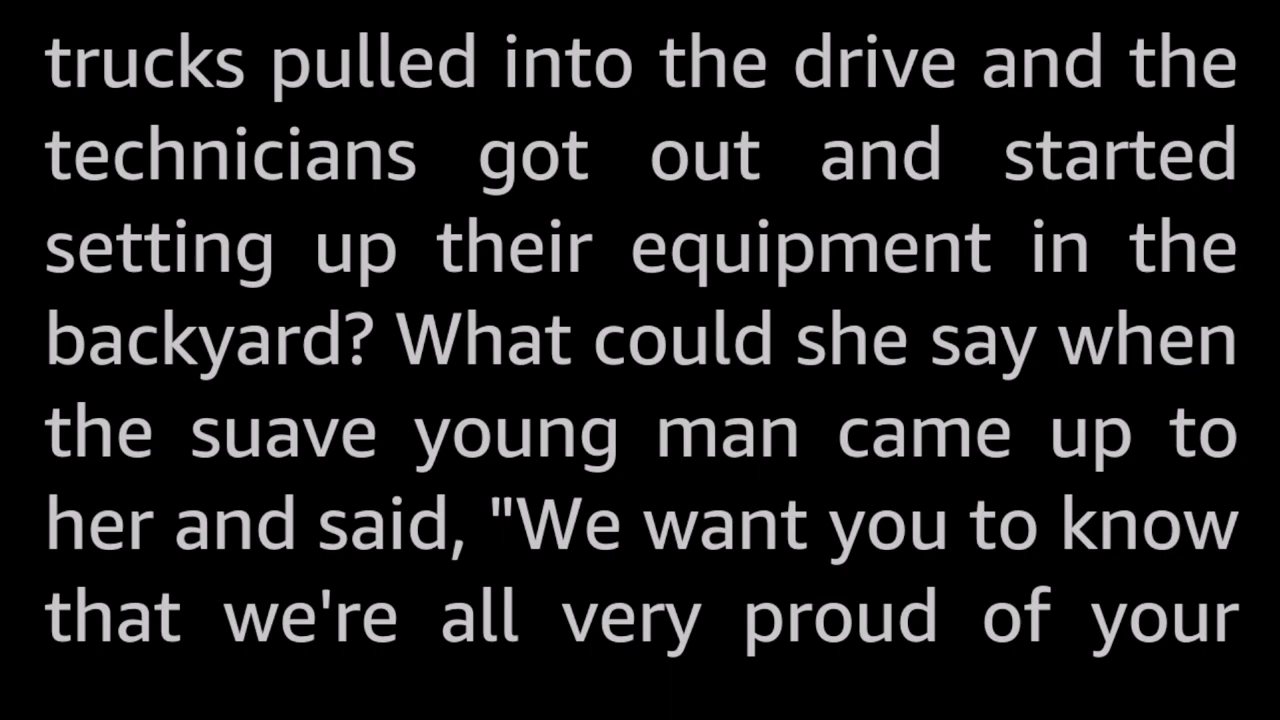 trucks pulled into the drive and the
technicians got out and started
setting up their equipment in the
backyard? What could she say when
the suave young man came up to
her and said, "We want you to know
that we're all very proud of your